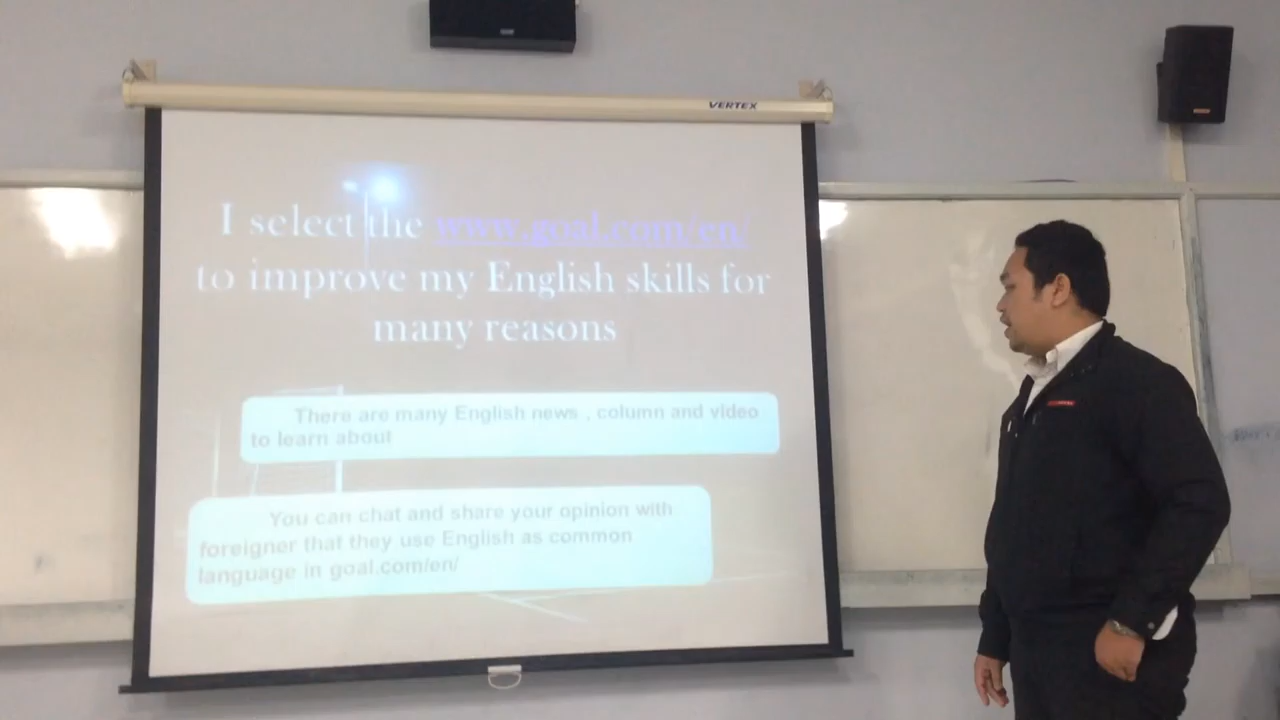 VERTEX
I select the www.goal.com/en/
to improve my English skills for
many reasons
There are many English news , column and video
to learn about
You can chat and share your opinion with
foreigner that they use English as common
language in goal.com/en/